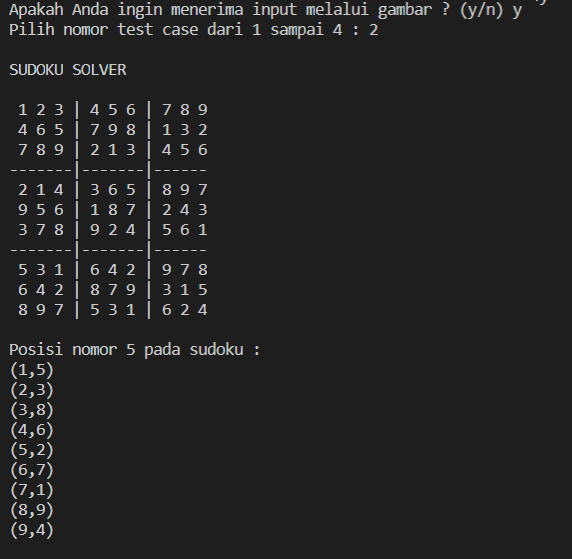 Apakah Anda ingin menerima input melalui gambar ? (y/n) y
Pilih nomor test case dari 1 sampai 4 : 2
SUDOKU SOLVER
1 2 3 | 4 5 6 | 7 8 9
4 6 5 | 7 9 8 | 1 3 2
7 8 9 | 2 1 3 | 4 5 6
-------|-------|------
2 1 4 | 3 6 5 | 8 9 7
9 5 6 | 1 8 7 | 2 4 3
3 7 8 | 9 2 4 | 5 6 1
-------|-------|------
5 3 1 | 6 4 2 | 9 7 8
6 4 2 | 8 7 9 | 3 1 5
8 9 7 | 5 3 1 | 6 2 4
Posisi nomor 5 pada sudoku :
(1,5)
(2,3)
(3,8)
(4,6)
(5,2)
(6,7)
(7,1)
(8,9)
(9,4)